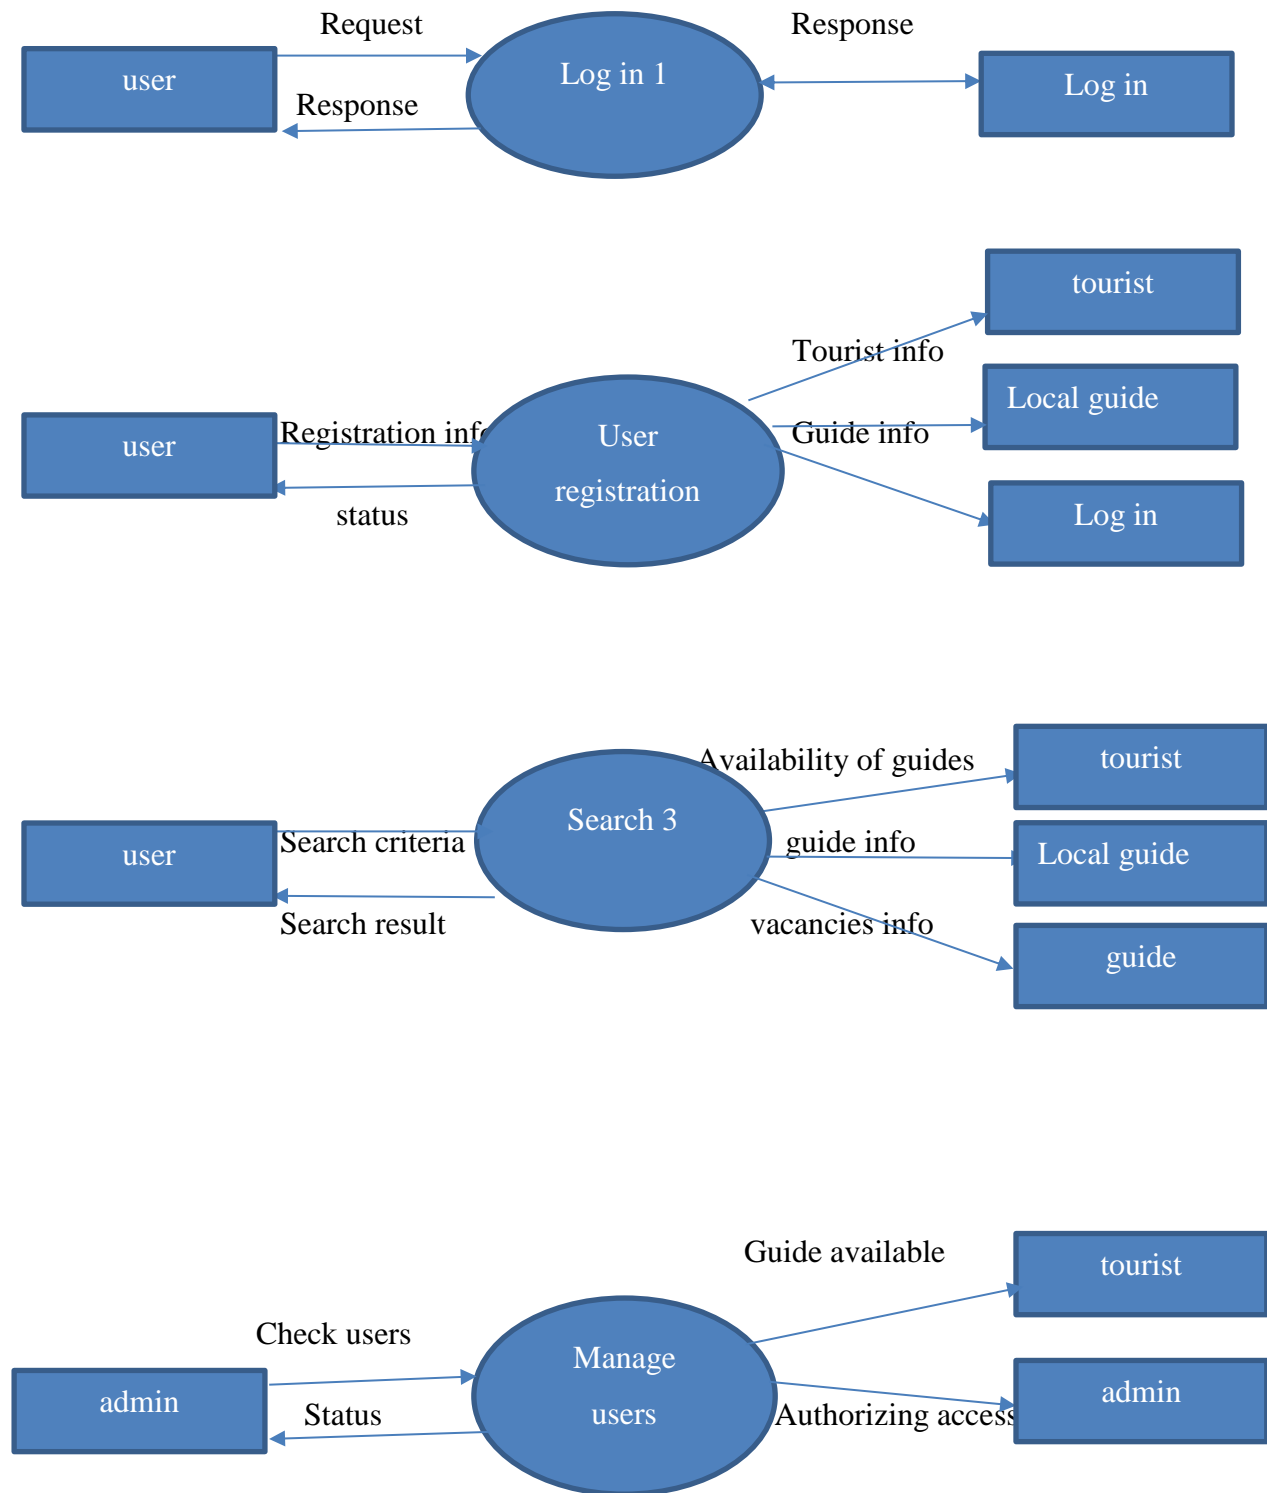 Request
Response
user
Log in 1
Log in
Response
tourist
Tourist info
Local guide
user
Registration info
User
registration
Guide info
status
Log in
Availability of guides
tourist
Search 3
user
Search criteria
guide info
Local guide
Search result
vacancies info
guide
Guide available
tourist
Check users
Manage
users
admin
Status
Authorizing access
admin